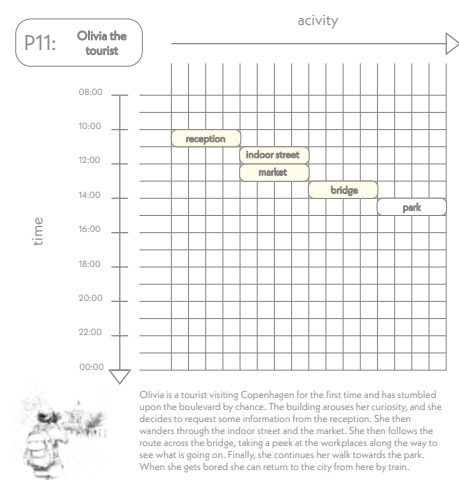 acivity
P11: Olivia the
tourist
08:00
10:00
reception
indoor street
12:00
market
bridge
14:00
park
time
16:00
18:00
20:00
22:00
00:00
Olivia is a tourist visiting Copenhagen for the first time and has stumbled
upon the boulevard by chance. The building arouses her curiosity, and she
decides to request some information from the reception. She then
wanders through the indoor street and the market. She then follows the
route across the bridge, taking a peek at the workplaces along the way to
see what is going on. Finally, she continues her walk towards the park.
When she gets bored she can return to the city from here by train.